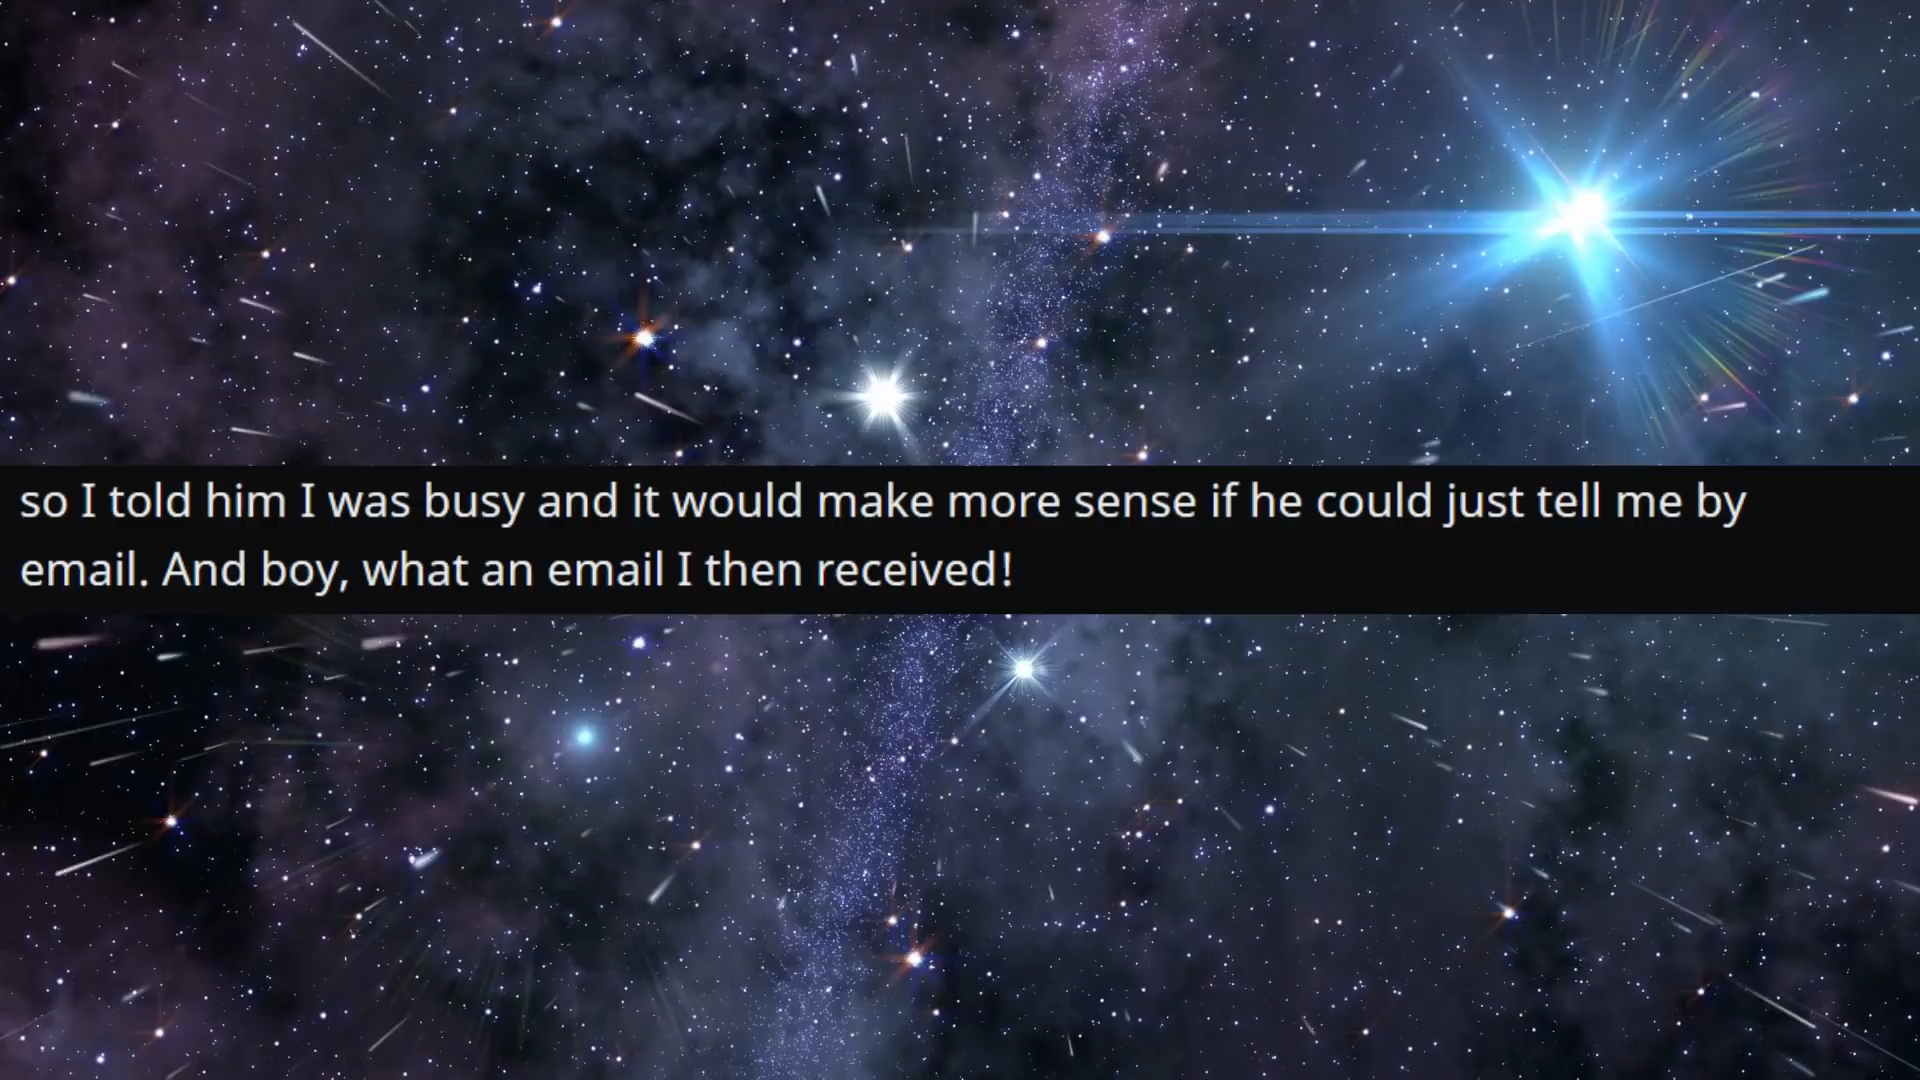 so I told him I was busy and it would make more sense if he could just tell me by
email. And boy, what an email I then received!